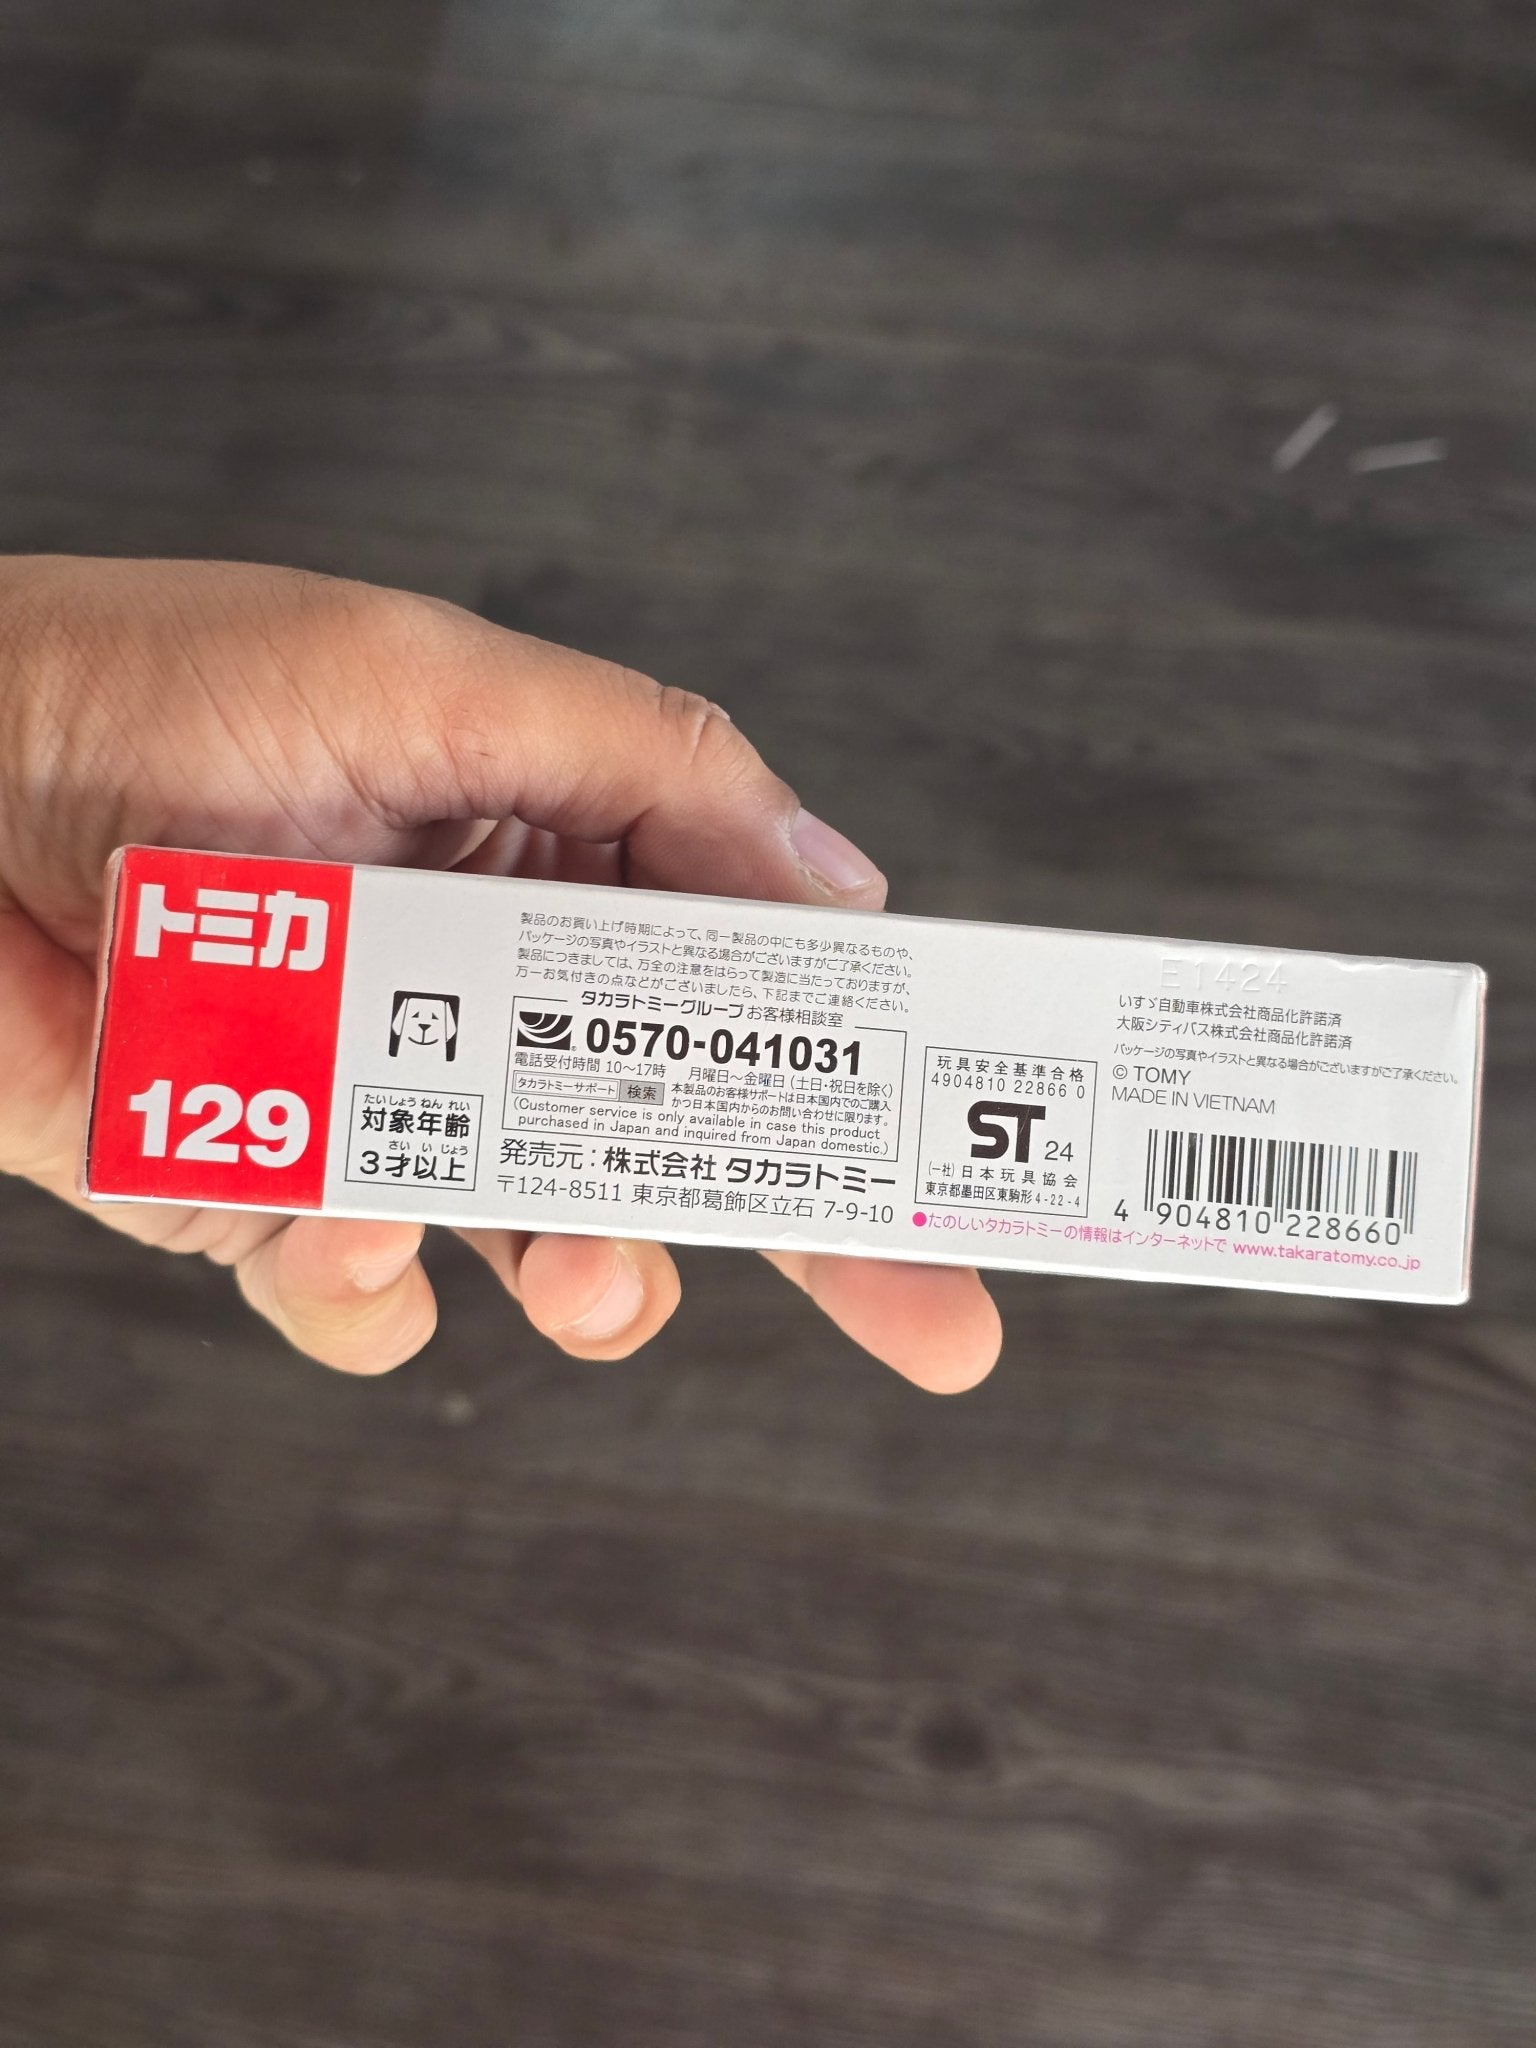 トミカ
129
たいしょうねんれい
対象年齢
さいいじょう
3才以上
製品のお買い上げ時期によって、同一製品の中にも多少異なるものや、
パッケージの写真やイラストと異なる場合がございますがご了承ください。
製品につきましては、万全の注意をはらって製造に当たっておりますが、
万一お気付きの点などがございましたら、下記までご連絡ください。
タカラトミーグループお客様相談室
0570-041031
電話受付時間 10〜17時 月曜日〜金曜日(土日・祝日を除く)
タカラトミーサポート 検索
本製品のお客様サポートは日本国内でのご購入
かつ日本国内からのお問い合わせに限ります。
(Customer service is only available in case this product
purchased in Japan and inquired from Japan domestic.)
発売元:株式会社 タカラトミー
〒124-8511 東京都葛飾区立石 7-9-10
玩具安全基準合格
4904810 22866 0
ST 24
(一社)日本玩具協会
東京都墨田区東駒形 4-22-4
E1424
いすゞ自動車株式会社商品化許諾済
大阪シティバス株式会社商品化許諾済
パッケージの写真やイラストと異なる場合がございますがご了承ください。
© TOMY
MADE IN VIETNAM
4 904810 228660
●たのしいタカラトミーの情報はインターネットで www.takaratomy.co.jp